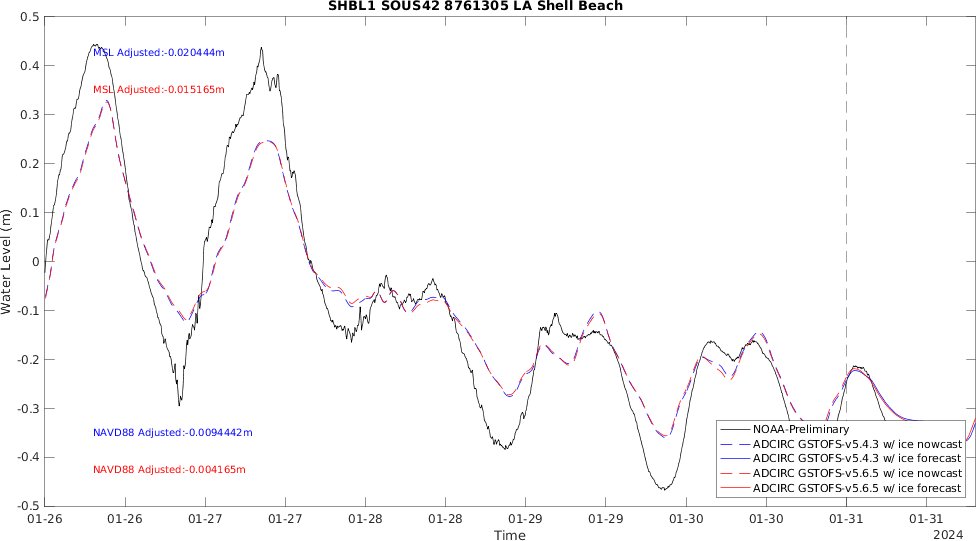 SHBL1 SOUS42 8761305 LA Shell Beach
0.5
0.4
0.3
0.2
0.1
0
-0.1
-0.2
-0.3
-0.4
-0.5
Water Level (m)
MSL Adjusted:-0.020444m
MSL Adjusted:-0.015165m
NAVD88 Adjusted:-0.0094442m
NAVD88 Adjusted:-0.004165m
NOAA-Preliminary
ADCIRC GSTOFS-v5.4.3 w/ ice nowcast
ADCIRC GSTOFS-v5.4.3 w/ ice forecast
ADCIRC GSTOFS-v5.6.5 w/ ice nowcast
ADCIRC GSTOFS-v5.6.5 w/ ice forecast
01-26 01-26 01-27 01-27 01-28 01-28 01-29 01-29 01-30 01-30 01-31 01-31
Time
2024